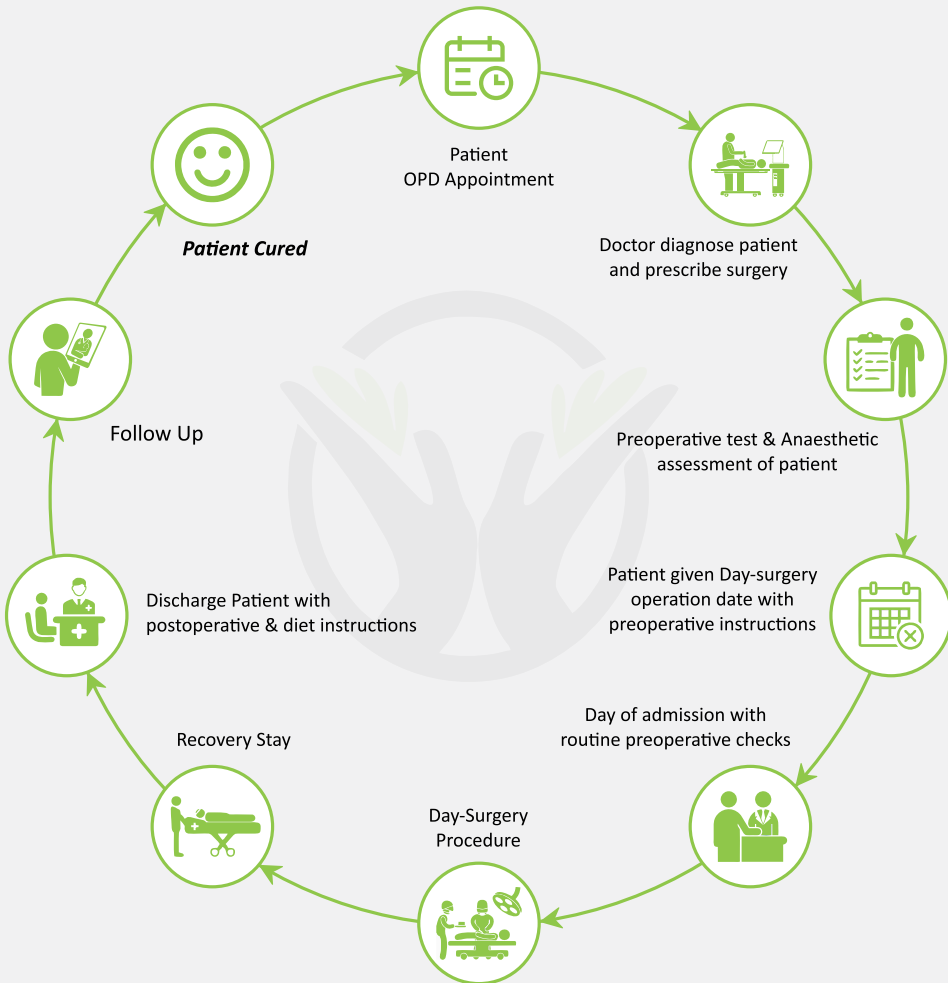 Patient
OPD Appointment
Doctor diagnose patient
and prescribe surgery
Preoperative test & Anaesthetic
assessment of patient
Patient given Day-surgery
operation date with
preoperative instructions
Day of admission with
routine preoperative checks
Day-Surgery
Procedure
Recovery Stay
Discharge Patient with
postoperative & diet instructions
Follow Up
Patient Cured